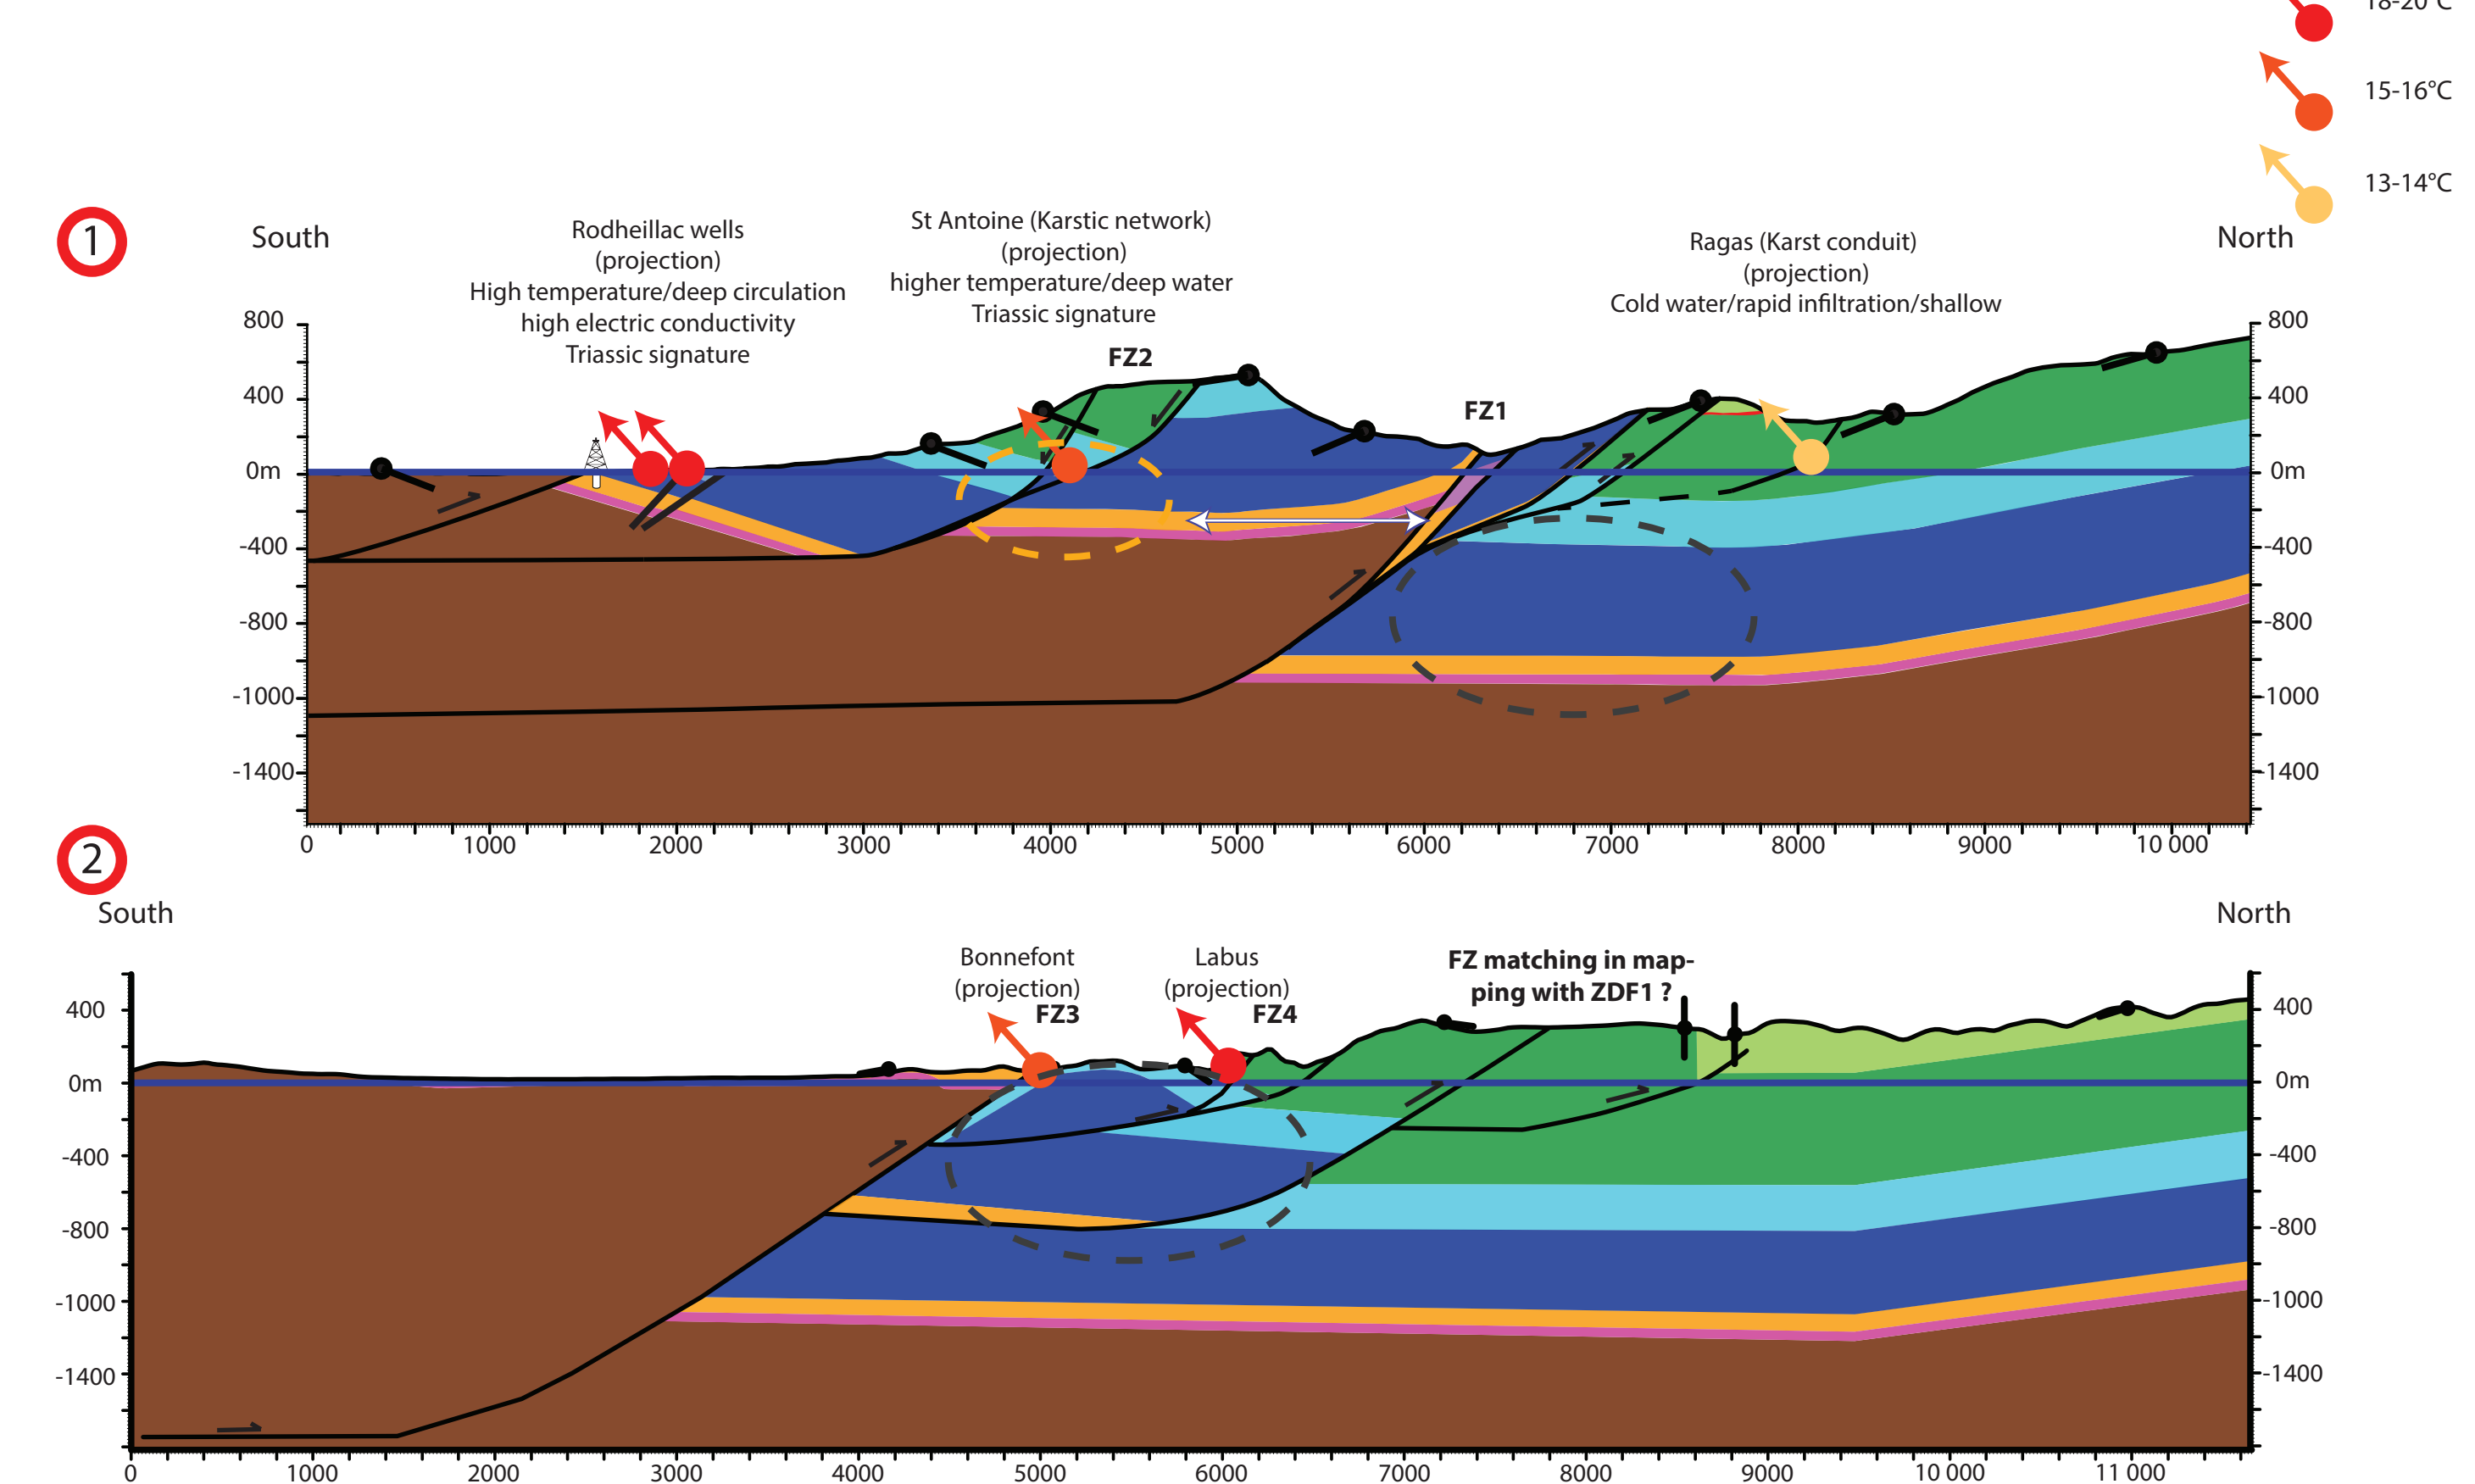 18-20°C
15-16°C
13-14°C
1
South
North
Rodheillac wells
(projection)
High temperature/deep circulation
high electric conductivity
Triassic signature
St Antoine (Karstic network)
(projection)
higher temperature/deep water
Triassic signature
Ragas (Karst conduit)
(projection)
Cold water/rapid infiltration/shallow
FZ2
FZ1
800
400
0m
-400
-800
-1000
-1400
800
400
0m
-400
-800
-1000
-1400
0 1000 2000 3000 4000 5000 6000 7000 8000 9000 10 000
2
South
North
Bonnefont
(projection)
FZ3
Labus
(projection)
FZ4
FZ matching in map-
ping with ZDF1 ?
400
0m
-400
-800
-1000
-1400
400
0m
-400
-800
-1000
-1400
0 1000 2000 3000 4000 5000 6000 7000 8000 9000 10 000 11 000